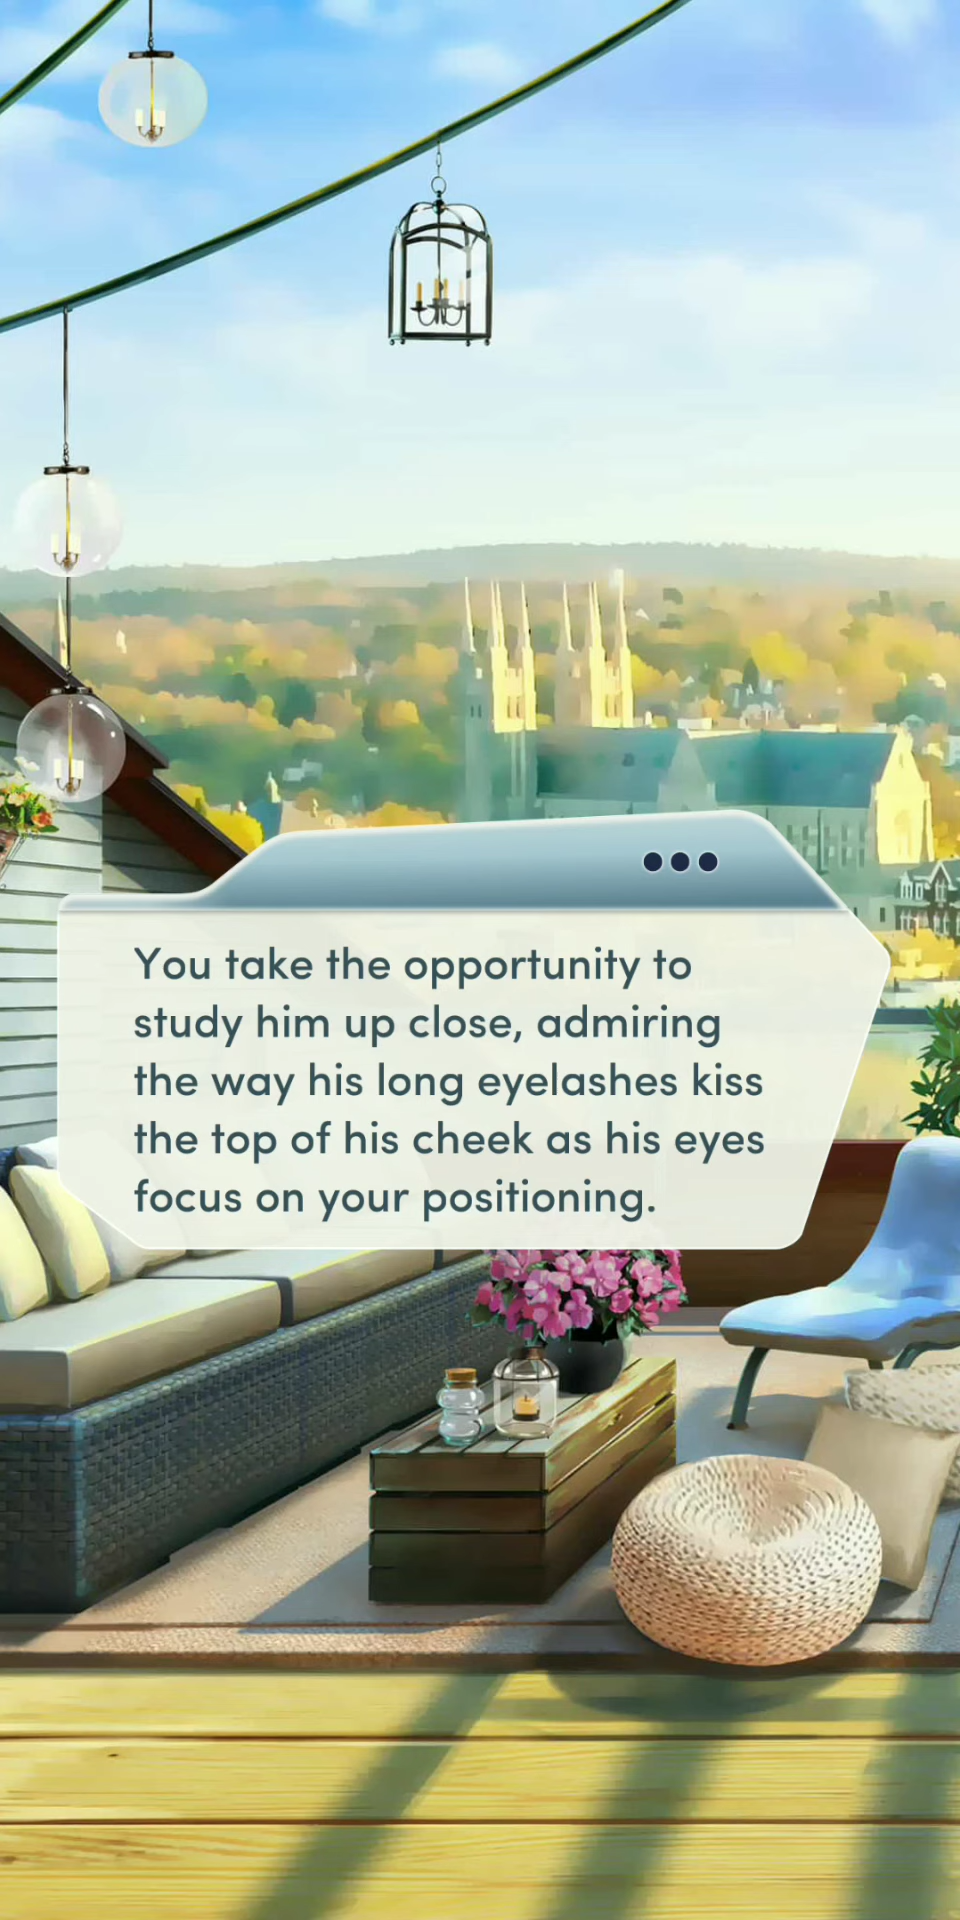 You take the opportunity to
study him up close, admiring
the way his long eyelashes kiss
the top of his cheek as his eyes
focus on your positioning.